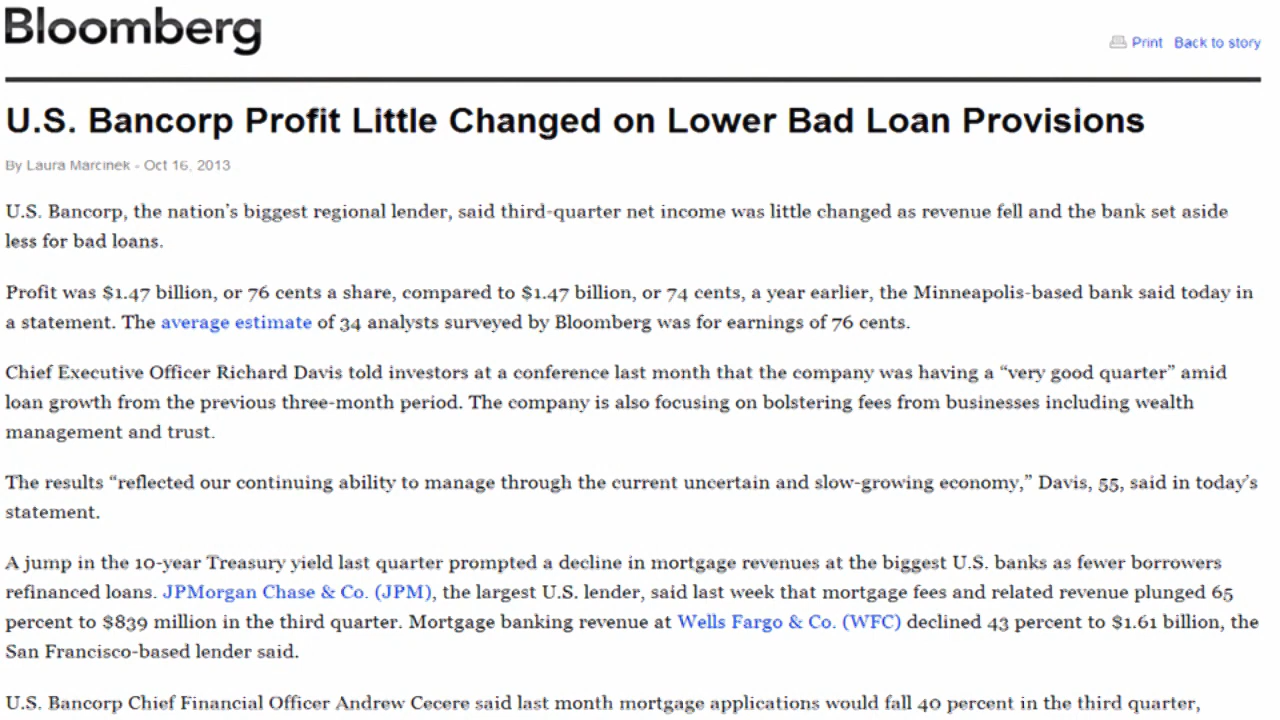 Bloomberg
Print Back to story
U.S. Bancorp Profit Little Changed on Lower Bad Loan Provisions
By Laura Marcinek - Oct 16, 2013
U.S. Bancorp, the nation's biggest regional lender, said third-quarter net income was little changed as revenue fell and the bank set aside
less for bad loans.
Profit was $1.47 billion, or 76 cents a share, compared to $1.47 billion, or 74 cents, a year earlier, the Minneapolis-based bank said today in
a statement. The average estimate of 34 analysts surveyed by Bloomberg was for earnings of 76 cents.
Chief Executive Officer Richard Davis told investors at a conference last month that the company was having a “very good quarter” amid
loan growth from the previous three-month period. The company is also focusing on bolstering fees from businesses including wealth
management and trust.
The results “reflected our continuing ability to manage through the current uncertain and slow-growing economy,” Davis, 55, said in today's
statement.
A jump in the 10-year Treasury yield last quarter prompted a decline in mortgage revenues at the biggest U.S. banks as fewer borrowers
refinanced loans. JPMorgan Chase & Co. (JPM), the largest U.S. lender, said last week that mortgage fees and related revenue plunged 65
percent to $839 million in the third quarter. Mortgage banking revenue at Wells Fargo & Co. (WFC) declined 43 percent to $1.61 billion, the
San Francisco-based lender said.
U.S. Bancorp Chief Financial Officer Andrew Cecere said last month mortgage applications would fall 40 percent in the third quarter,